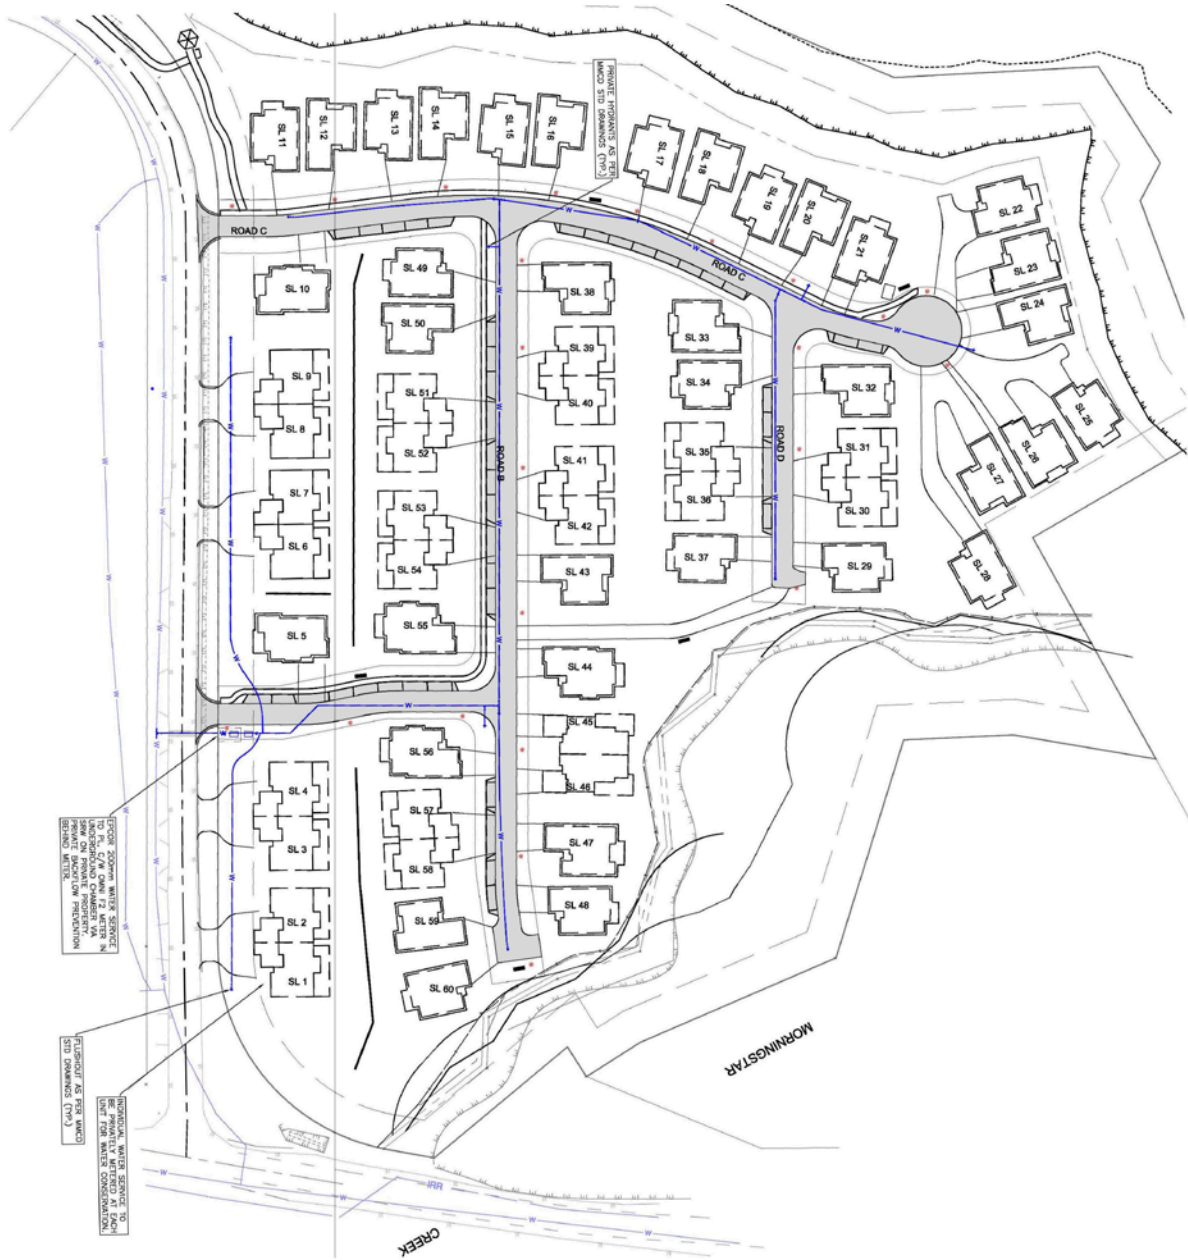 PRIVATE HYDRANTS AS PER
MMCD STD DRAWINGS (TYP.)
SL 11
SL 12
SL 13
SL 14
SL 15
SL 16
SL 17
SL 18
SL 19
SL 20
SL 21
SL 22
SL 23
SL 24
SL 25
SL 26
SL 27
SL 28
ROAD C
ROAD C
SL 10
SL 49
SL 50
SL 38
SL 33
SL 34
SL 32
SL 9
SL 8
SL 51
SL 52
SL 39
SL 40
SL 35
SL 36
ROAD D
SL 31
SL 30
ROAD B
SL 7
SL 6
SL 53
SL 54
SL 41
SL 42
SL 43
SL 37
SL 29
SL 5
SL 55
SL 44
SL 45
SL 46
SL 56
SL 4
SL 3
SL 57
SL 58
SL 47
SL 48
SL 2
SL 1
SL 59
SL 60
W
W
W
W
W
W
W
W
W
W
W
W
W
W
EPCOR 200mm WATER SERVICE
TO PL, C/W OMNI F2 METER IN
UNDERGROUND CHAMBER VIA
SRW ON PRIVATE PROPERTY.
PRIVATE BACKFLOW PREVENTION
BEHIND METER.
FLUSHOUT AS PER MMCD
STD DRAWINGS (TYP.)
INDIVIDUAL WATER SERVICE TO
BE PRIVATELY METERED AT EACH
UNIT FOR WATER CONSERVATION.
MORNINGSTAR
CREEK
IRR